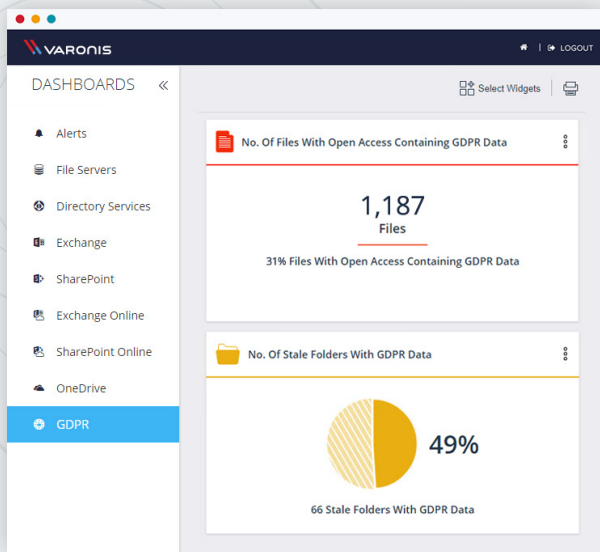 VARONIS
LOGOUT
DASHBOARDS
Select Widgets
Alerts
File Servers
Directory Services
Exchange
SharePoint
Exchange Online
SharePoint Online
OneDrive
GDPR
No. Of Files With Open Access Containing GDPR Data
1,187
Files
31% Files With Open Access Containing GDPR Data
No. Of Stale Folders With GDPR Data
49%
66 Stale Folders With GDPR Data